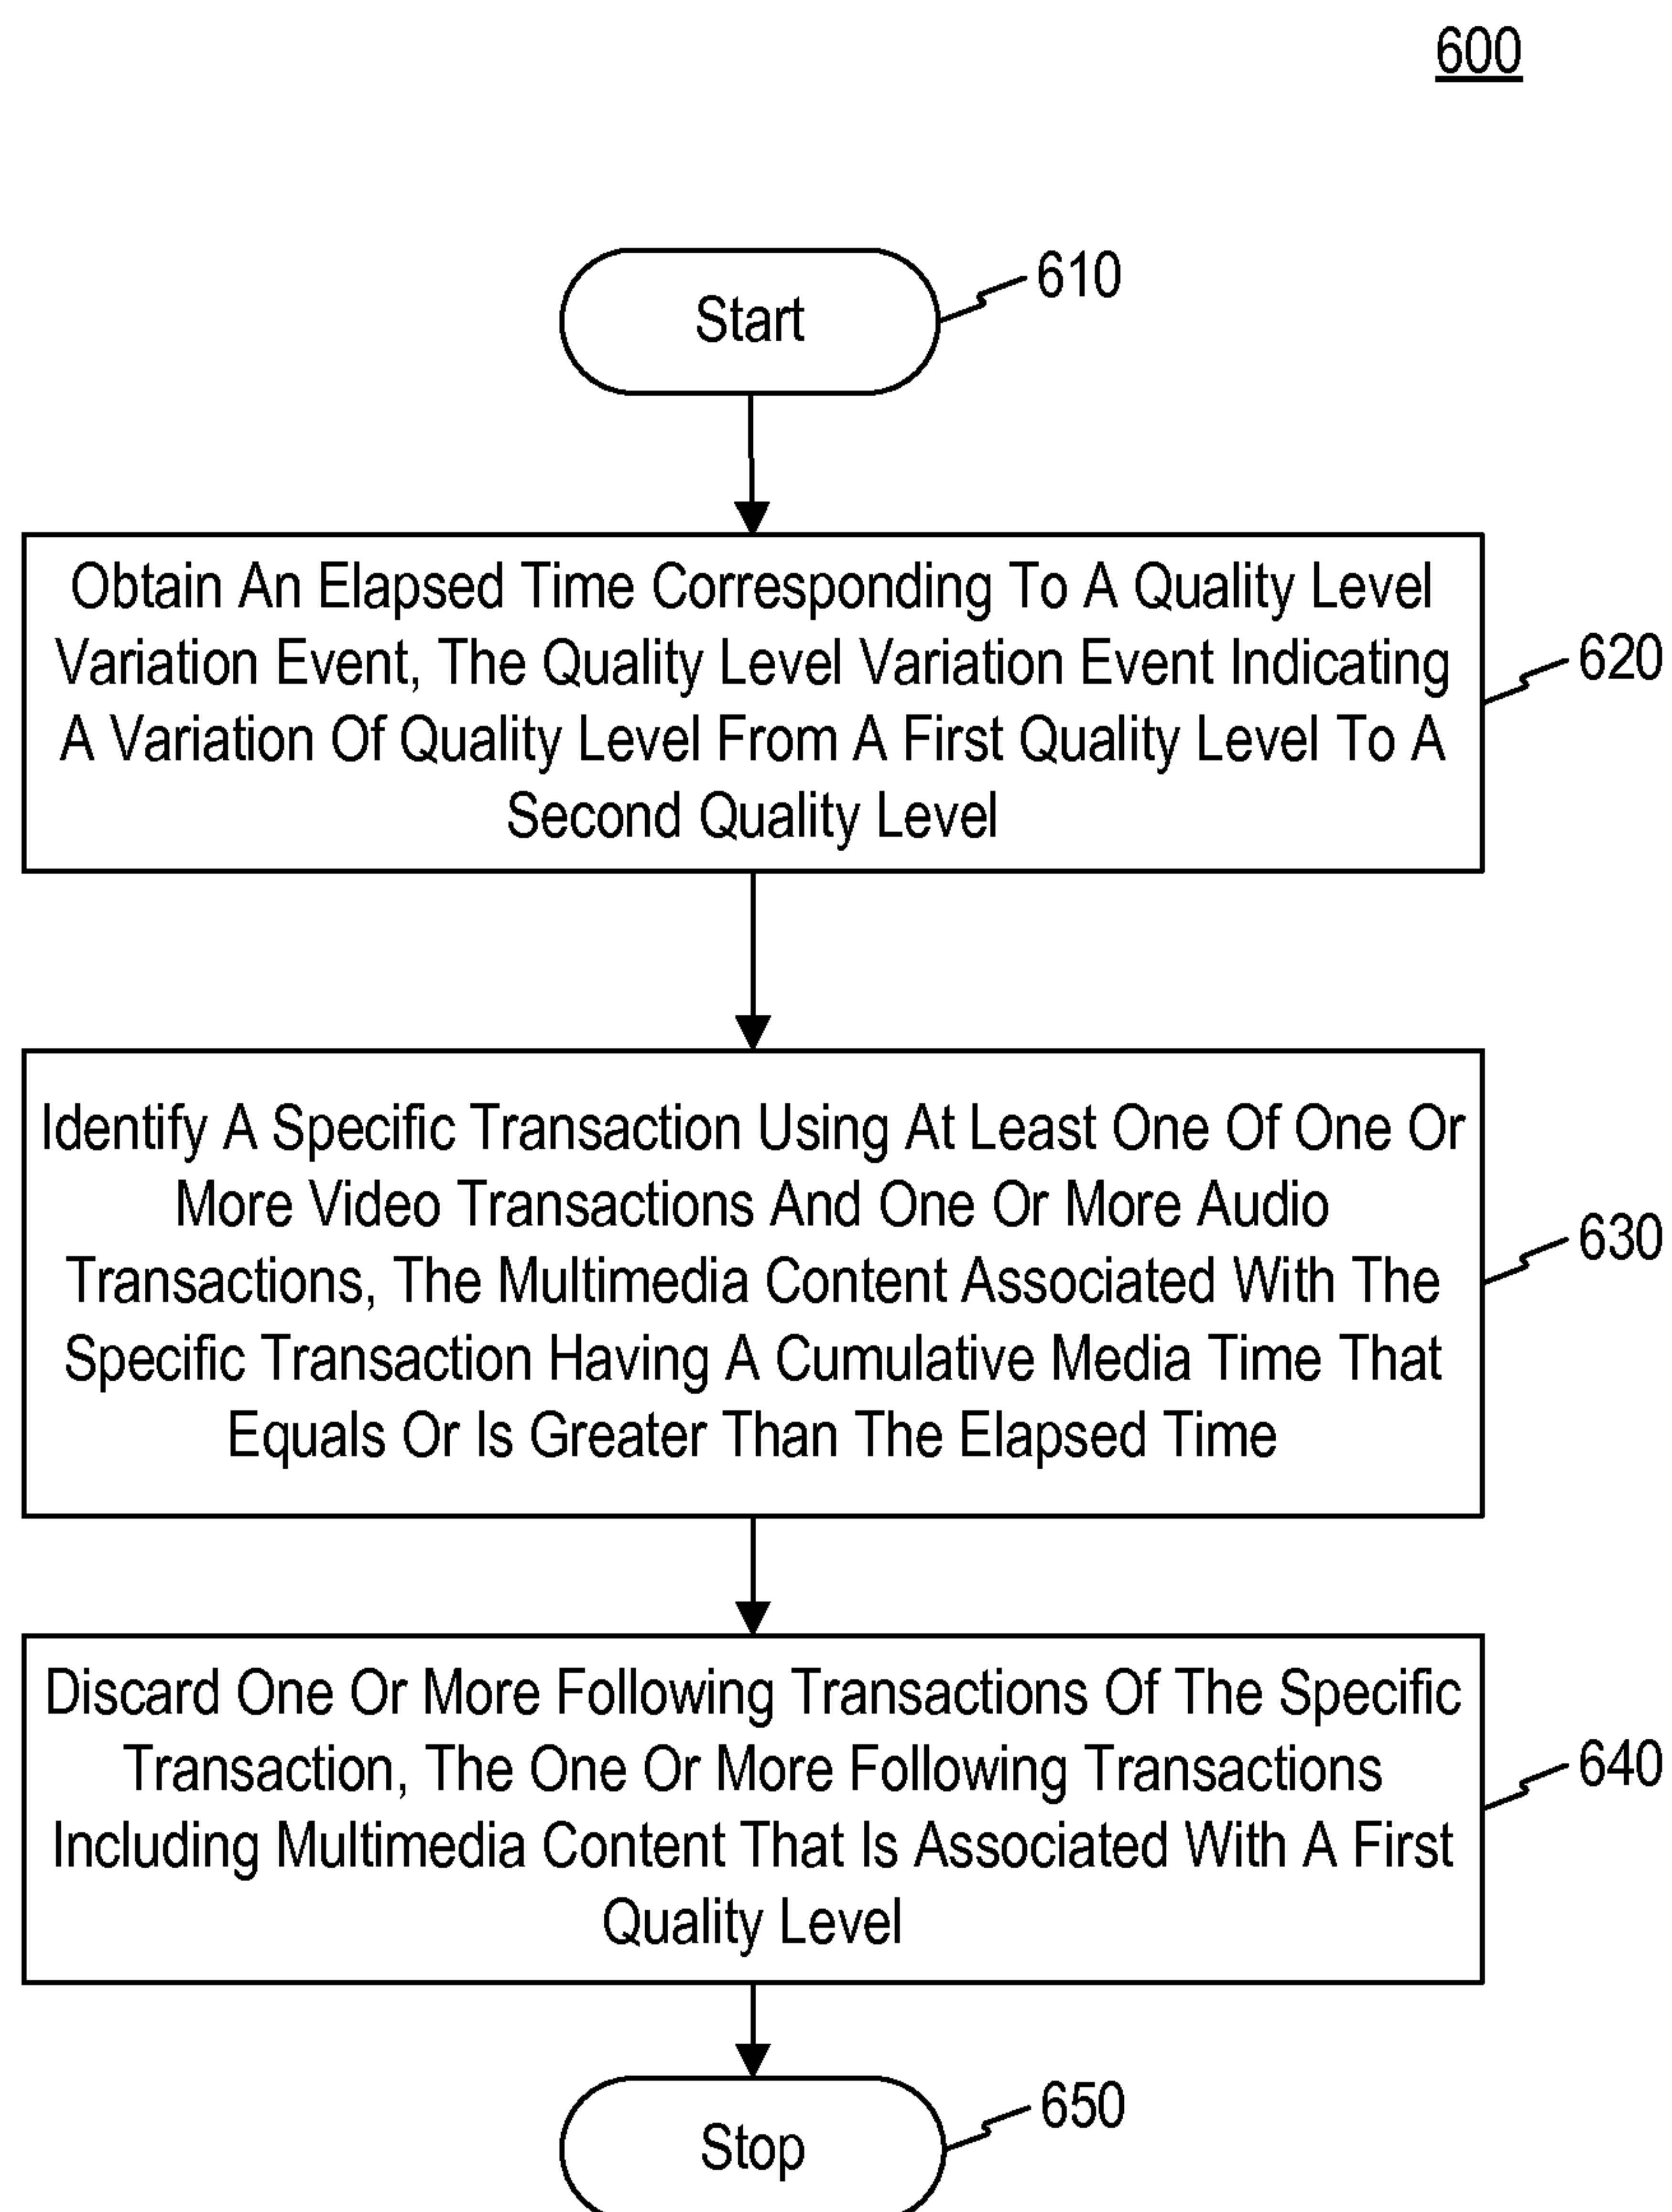 600
Start
610
Obtain An Elapsed Time Corresponding To A Quality Level
Variation Event, The Quality Level Variation Event Indicating
A Variation Of Quality Level From A First Quality Level To A
Second Quality Level
620
Identify A Specific Transaction Using At Least One Of One Or
More Video Transactions And One Or More Audio
Transactions, The Multimedia Content Associated With The
Specific Transaction Having A Cumulative Media Time That
Equals Or Is Greater Than The Elapsed Time
630
Discard One Or More Following Transactions Of The Specific
Transaction, The One Or More Following Transactions
Including Multimedia Content That Is Associated With A First
Quality Level
640
Stop
650